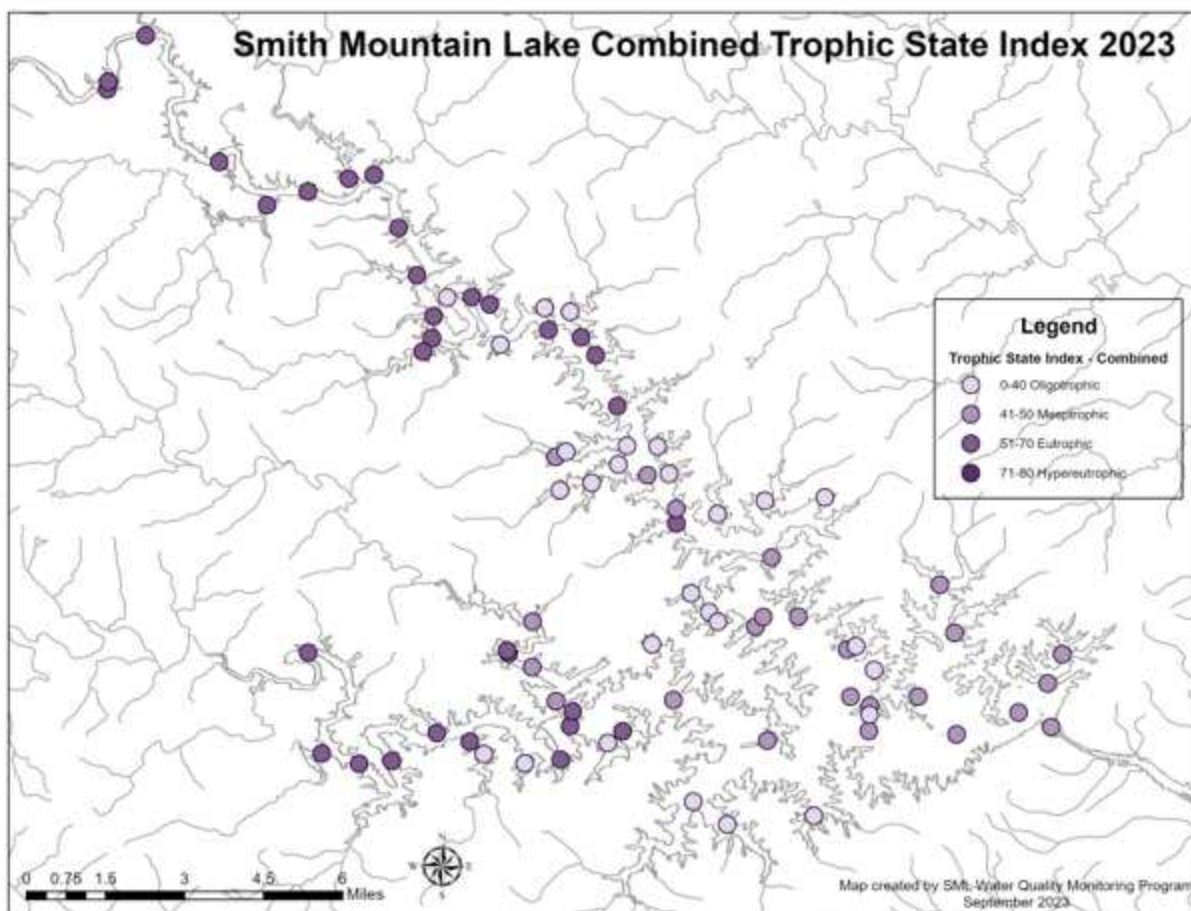 Smith Mountain Lake Combined Trophic State Index 2023
Legend
Trophic State Index - Combined
0-40 Oligotrophic
41-50 Mesotrophic
51-70 Eutrophic
71-80 Hypereutrophic
0 0.75 1.5 3 4.5 6
Miles
N
W E
S
Map created by SML Water Quality Monitoring Program
September 2023